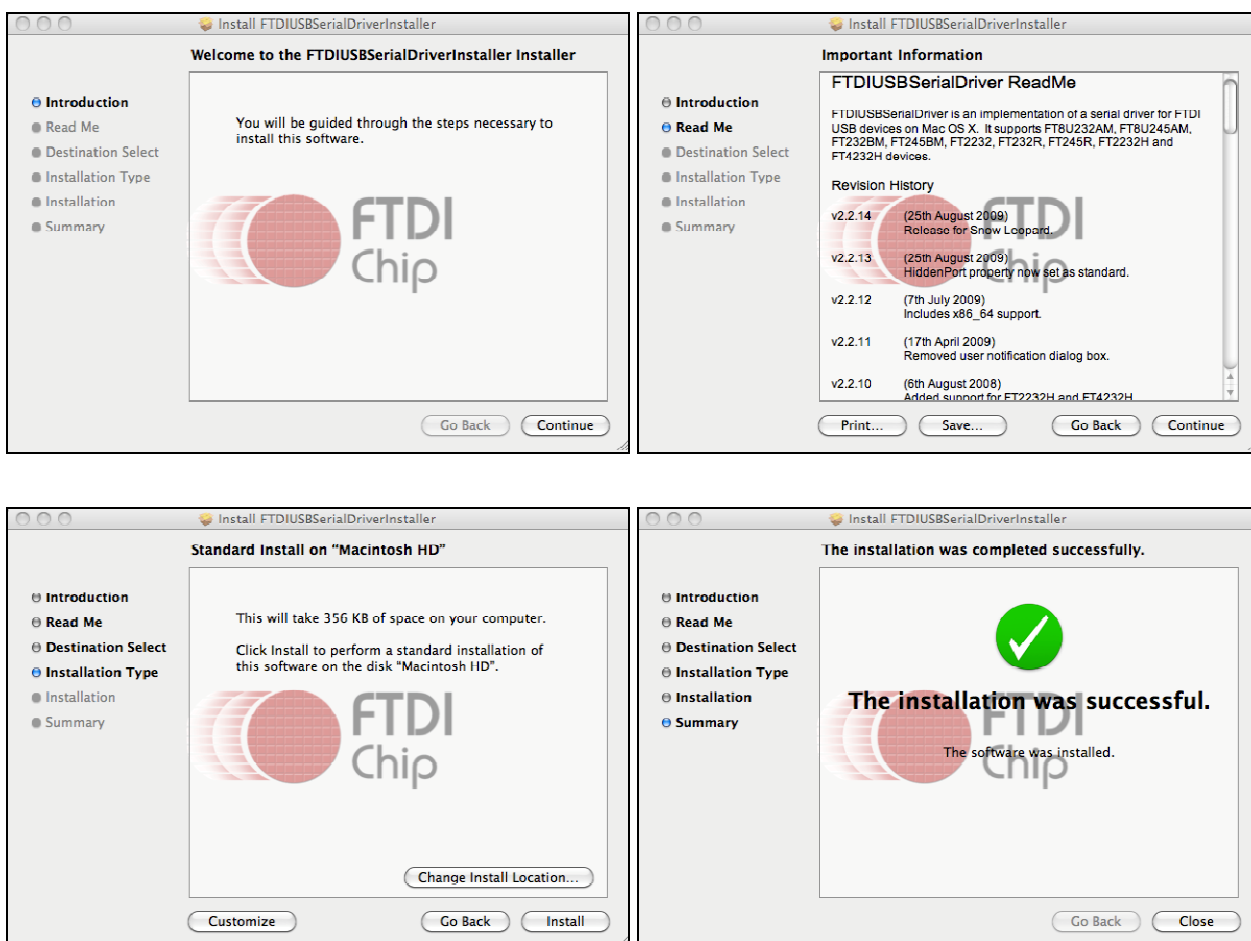 Install FTDIUSBSerialDriverInstaller
Welcome to the FTDIUSBSerialDriverInstaller Installer
Introduction
Read Me
Destination Select
Installation Type
Installation
Summary
You will be guided through the steps necessary to
install this software.
FTDI
Chip
Go Back
Continue
Install FTDIUSBSerialDriverInstaller
Important Information
Introduction
Read Me
Destination Select
Installation Type
Installation
Summary
FTDIUSBSerialDriver ReadMe
FTDIUSBSerialDriver is an implementation of a serial driver for FTDI
USB devices on Mac OS X. It supports FT8U232AM, FT8U245AM,
FT232BM, FT245BM, FT2232, FT232R, FT245R, FT2232H and
FT4232H devices.
Revision History
v2.2.14 (25th August 2009)
Release for Snow Leopard.
v2.2.13 (25th August 2009)
HiddenPort property now set as standard.
v2.2.12 (7th July 2009)
Includes x86_64 support.
v2.2.11 (17th April 2009)
Removed user notification dialog box.
v2.2.10 (6th August 2008)
Added support for FT2232H and FT4232H
FTDI
Chip
Print...
Save...
Go Back
Continue
Install FTDIUSBSerialDriverInstaller
Standard Install on “Macintosh HD”
Introduction
Read Me
Destination Select
Installation Type
Installation
Summary
This will take 356 KB of space on your computer.
Click Install to perform a standard installation of
this software on the disk “Macintosh HD”.
FTDI
Chip
Change Install Location...
Customize
Go Back
Install
Install FTDIUSBSerialDriverInstaller
The installation was completed successfully.
Introduction
Read Me
Destination Select
Installation Type
Installation
Summary
The installation was successful.
The software was installed.
FTDI
Chip
Go Back
Close